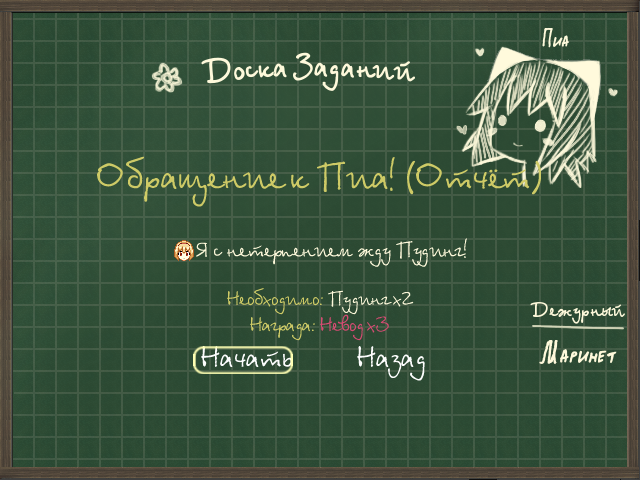 Пиа
Доска Заданий
Обращение к Пиа! (Отчёт)
Я с нетерпением жду Пудинг!
Необходимо: Пудинг x2
Награда: Невод x3
Дежурный
Маринет
Начать Назад